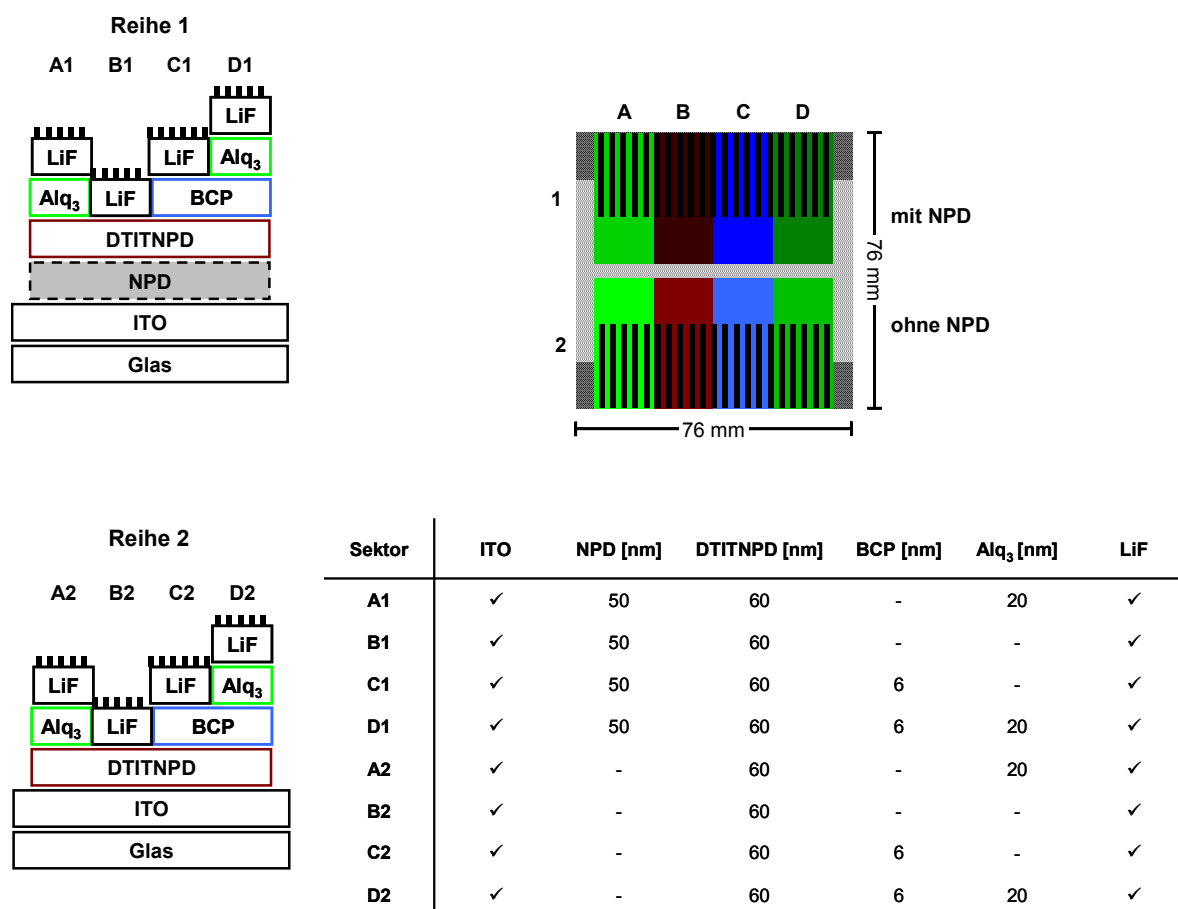 Reihe 1
A1 B1 C1 D1
LiF
LiF LiF Alq3
Alq3 LiF BCP
DTITNPD
NPD
ITO
Glas
A B C D
1
mit NPD
76 mm
ohne NPD
2
76 mm
Reihe 2
A2 B2 C2 D2
LiF
LiF LiF Alq3
Alq3 LiF BCP
DTITNPD
ITO
Glas
Sektor ITO NPD [nm] DTITNPD [nm] BCP [nm] Alq3 [nm] LiF
A1 ✓ 50 60 - 20 ✓
B1 ✓ 50 60 - - ✓
C1 ✓ 50 60 6 - ✓
D1 ✓ 50 60 6 20 ✓
A2 ✓ - 60 - 20 ✓
B2 ✓ - 60 - - ✓
C2 ✓ - 60 6 - ✓
D2 ✓ - 60 6 20 ✓